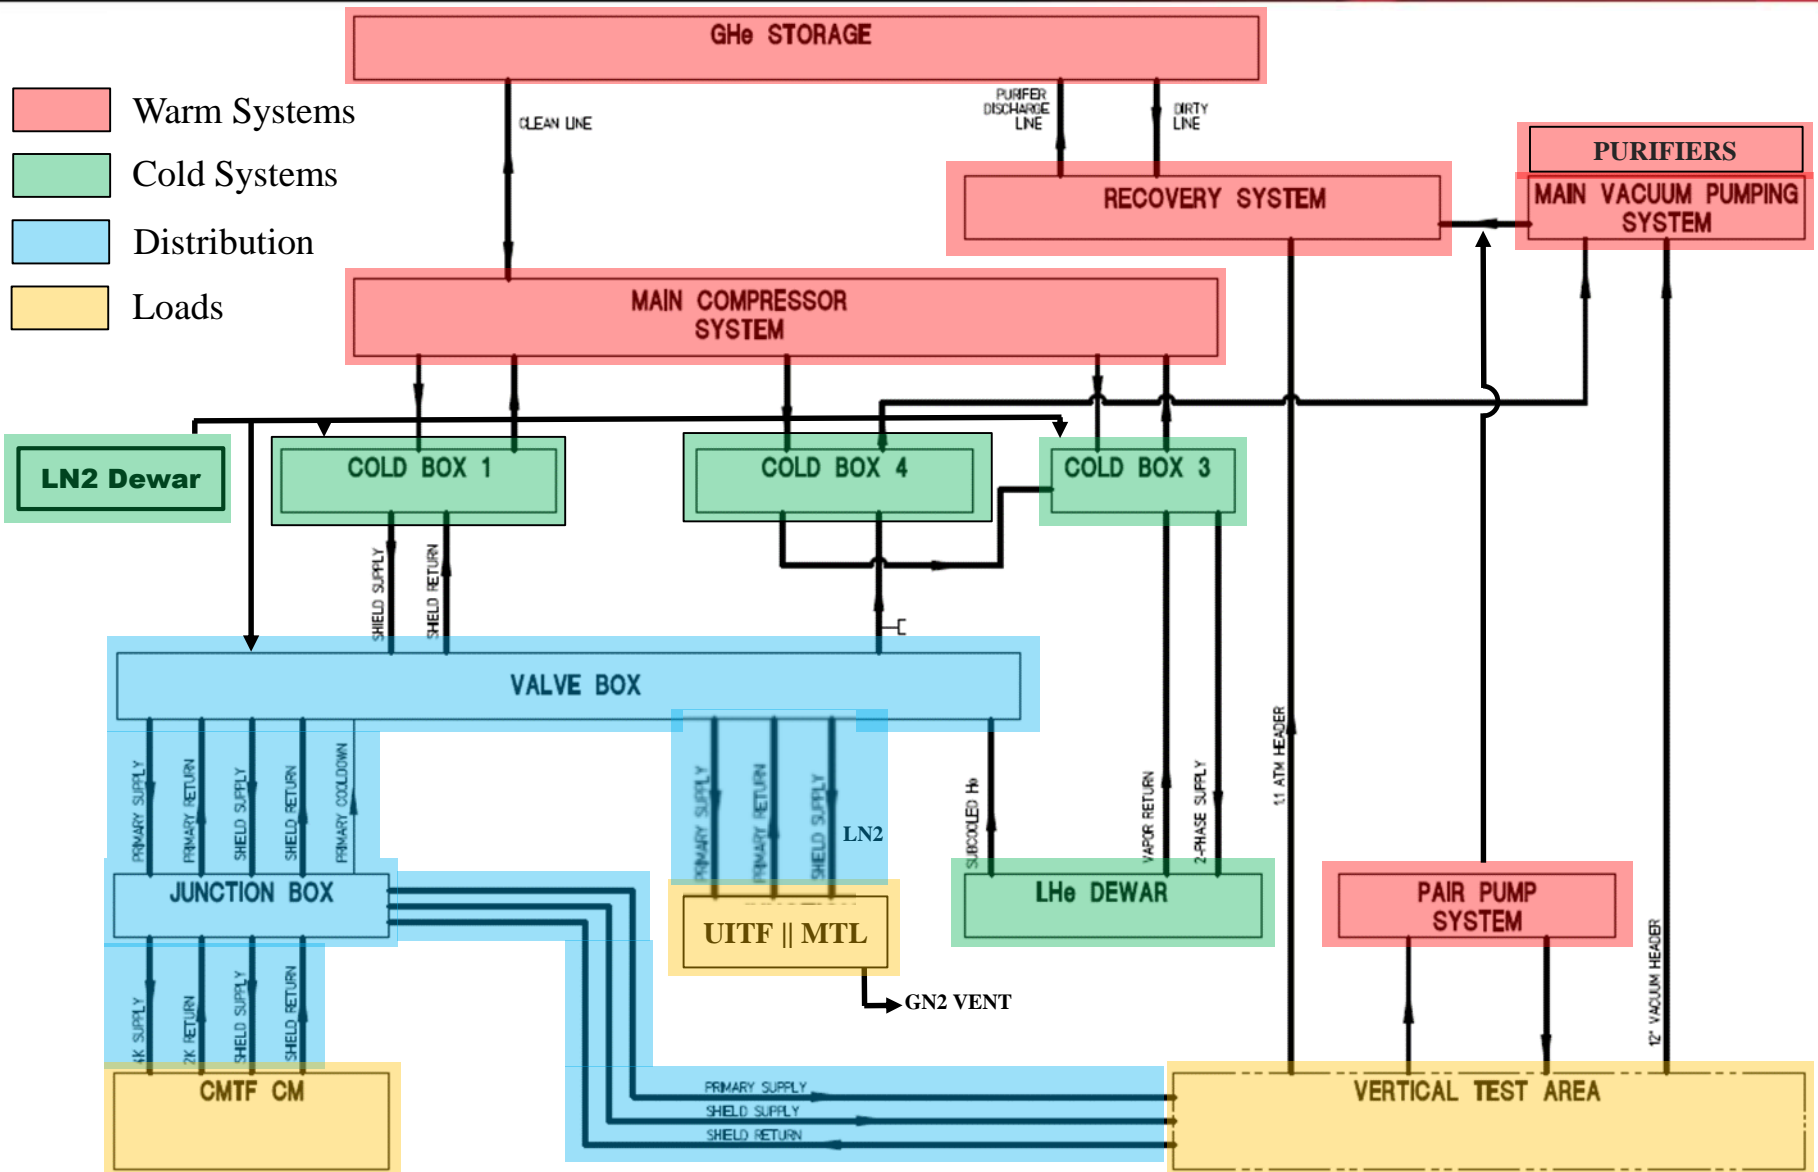 GHe STORAGE
Warm Systems
Cold Systems
Distribution
Loads
CLEAN LINE
PURIFER
DISCHARGE
LINE
DIRTY
LINE
PURIFIERS
RECOVERY SYSTEM
MAIN VACUUM PUMPING
SYSTEM
MAIN COMPRESSOR
SYSTEM
LN2 Dewar
COLD BOX 1
COLD BOX 4
COLD BOX 3
SHIELD SUPPLY
SHIELD RETURN
VALVE BOX
PRIMARY SUPPLY
PRIMARY RETURN
SHIELD SUPPLY
SHIELD RETURN
PRIMARY COOLDOWN
PRIMARY SUPPLY
PRIMARY RETURN
SHIELD SUPPLY
LN2
SUBCOOLED He
VAPOR RETURN
2-PHASE SUPPLY
1.1 ATM HEADER
12" VACUUM HEADER
JUNCTION BOX
UITF || MTL
LHe DEWAR
PAIR PUMP
SYSTEM
GN2 VENT
4K SUPPLY
2K RETURN
SHIELD SUPPLY
SHIELD RETURN
CMTF CM
PRIMARY SUPPLY
SHIELD SUPPLY
SHIELD RETURN
VERTICAL TEST AREA